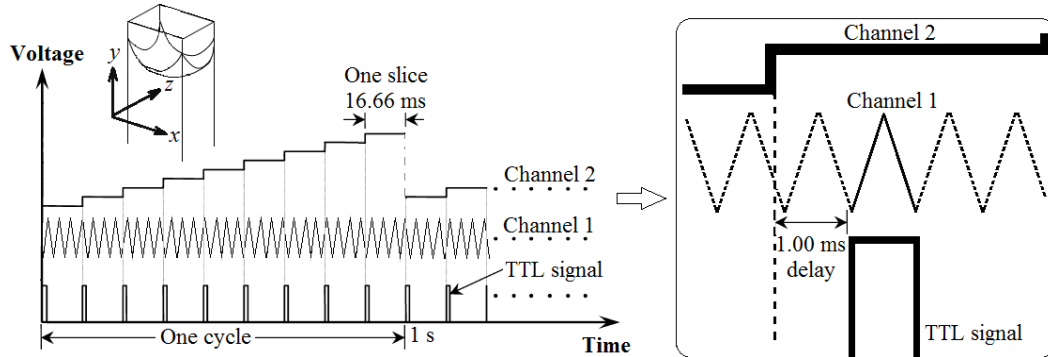 Voltage
y
z
x
One slice
16.66 ms
Channel 2
Channel 1
TTL signal
One cycle
1 s
Time
Channel 2
Channel 1
1.00 ms
delay
TTL signal